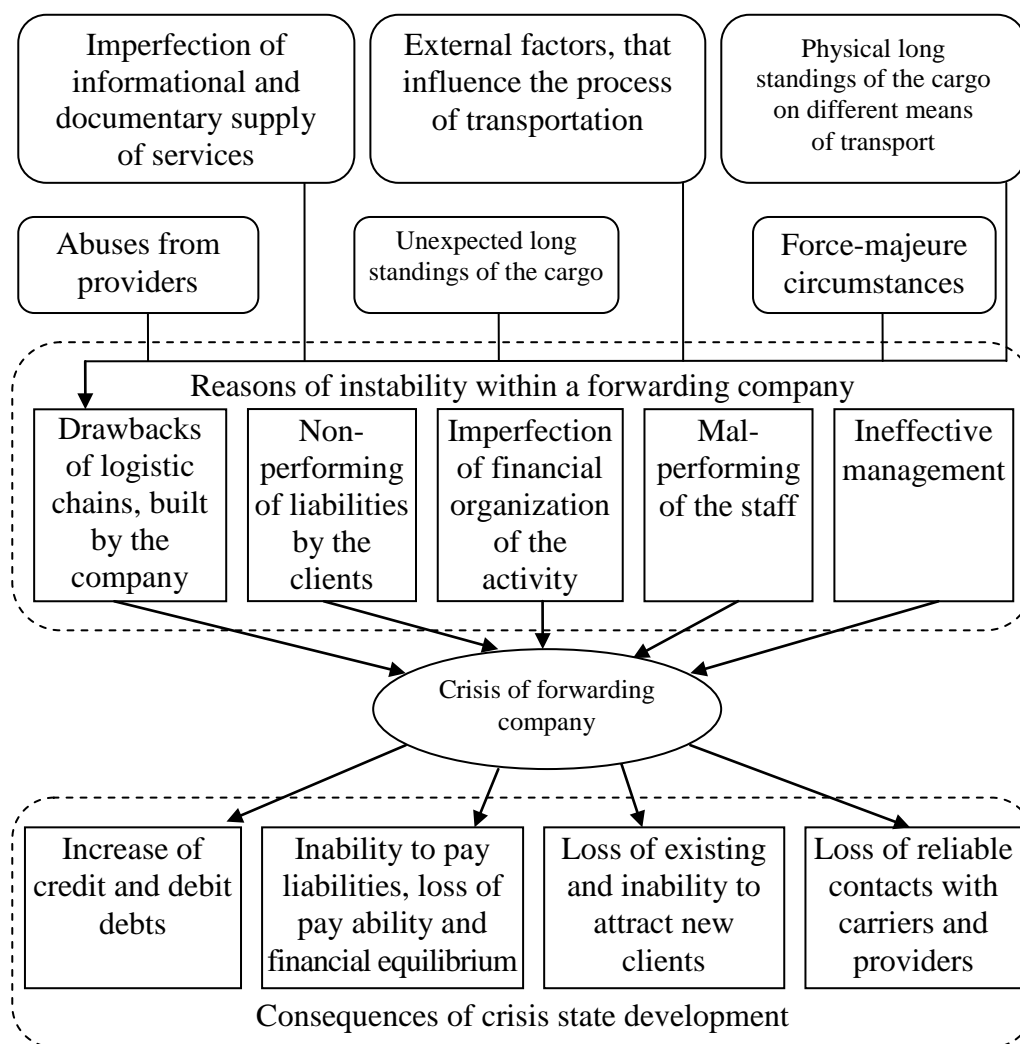 Imperfection of
informational and
documentary supply
of services
External factors, that
influence the process
of transportation
Physical long
standings of the cargo
on different means
of transport
Abuses from
providers
Unexpected long
standings of the cargo
Force-majeure
circumstances
Reasons of instability within a forwarding company
Drawbacks
of logistic
chains, built
by the
company
Non-
performing
of liabilities
by the
clients
Imperfection
of financial
organization
of the
activity
Mal-
performing
of the staff
Ineffective
management
Crisis of forwarding
company
Increase of
credit and debit
debts
Inability to pay
liabilities, loss of
pay ability and
financial equilibrium
Loss of existing
and inability to
attract new
clients
Loss of reliable
contacts with
carriers and
providers
Consequences of crisis state development